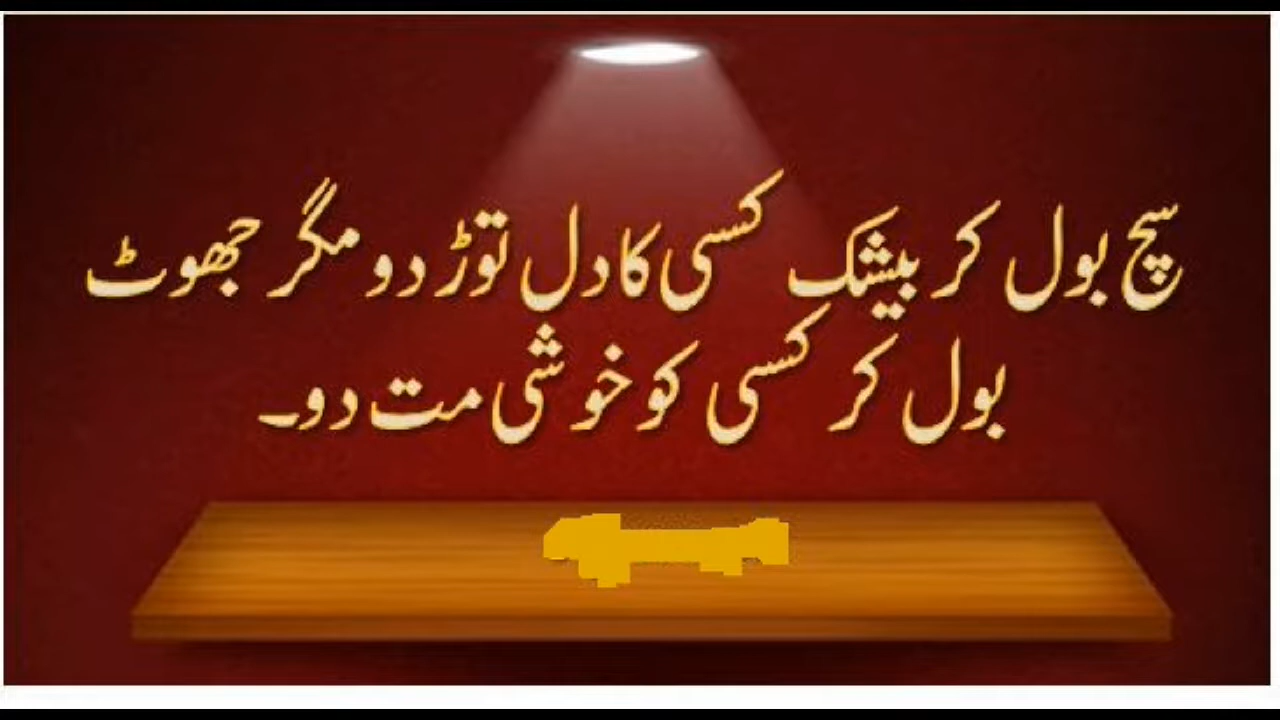 سچ بول کر بیشک کسی کا دل توڑ دو مگر جھوٹ
بول کر کسی کو خوشی مت دو۔